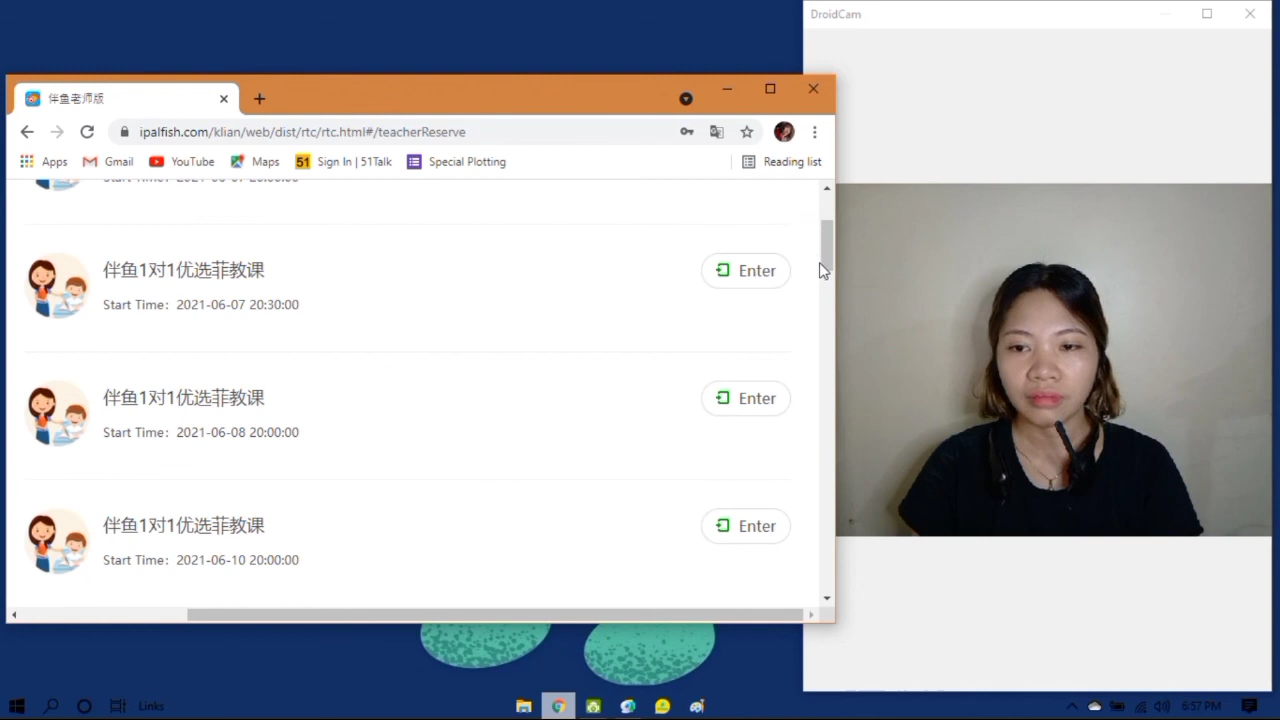 DroidCam
伴鱼老师版
ipalfish.com/klian/web/dist/rtc/rtc.html#/teacherReserve
Apps Gmail YouTube Maps 51 Sign In | 51Talk Special Plotting Reading list
伴鱼1对1优选菲教课 Enter
Start Time: 2021-06-07 20:30:00
伴鱼1对1优选菲教课 Enter
Start Time: 2021-06-08 20:00:00
伴鱼1对1优选菲教课 Enter
Start Time: 2021-06-10 20:00:00
Links 6:57 PM